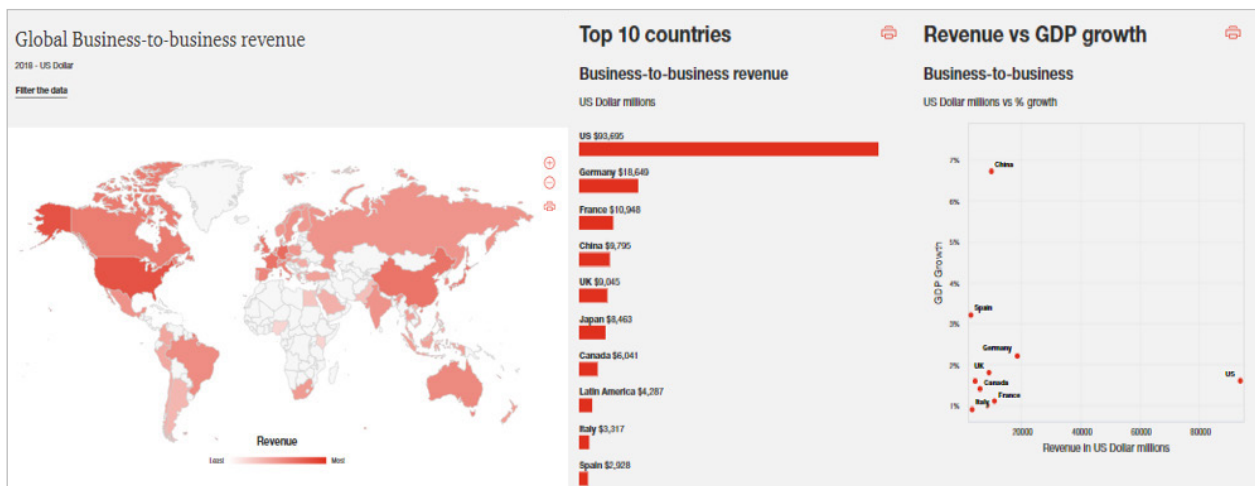 Global Business-to-business revenue
2018 - US Dollar
Filter the data
Revenue
Least
Most
Top 10 countries
Business-to-business revenue
US Dollar millions
US $93,695
Germany $18,649
France $10,948
China $9,795
UK $9,045
Japan $8,463
Canada $6,041
Latin America $4,287
Italy $3,317
Spain $2,928
Revenue vs GDP growth
Business-to-business
US Dollar millions vs % growth
7%
6%
5%
4%
3%
2%
1%
GDP Growth
China
Spain
Germany
UK
US
Canada
France
Italy
20000 40000 60000 80000
Revenue in US Dollar millions